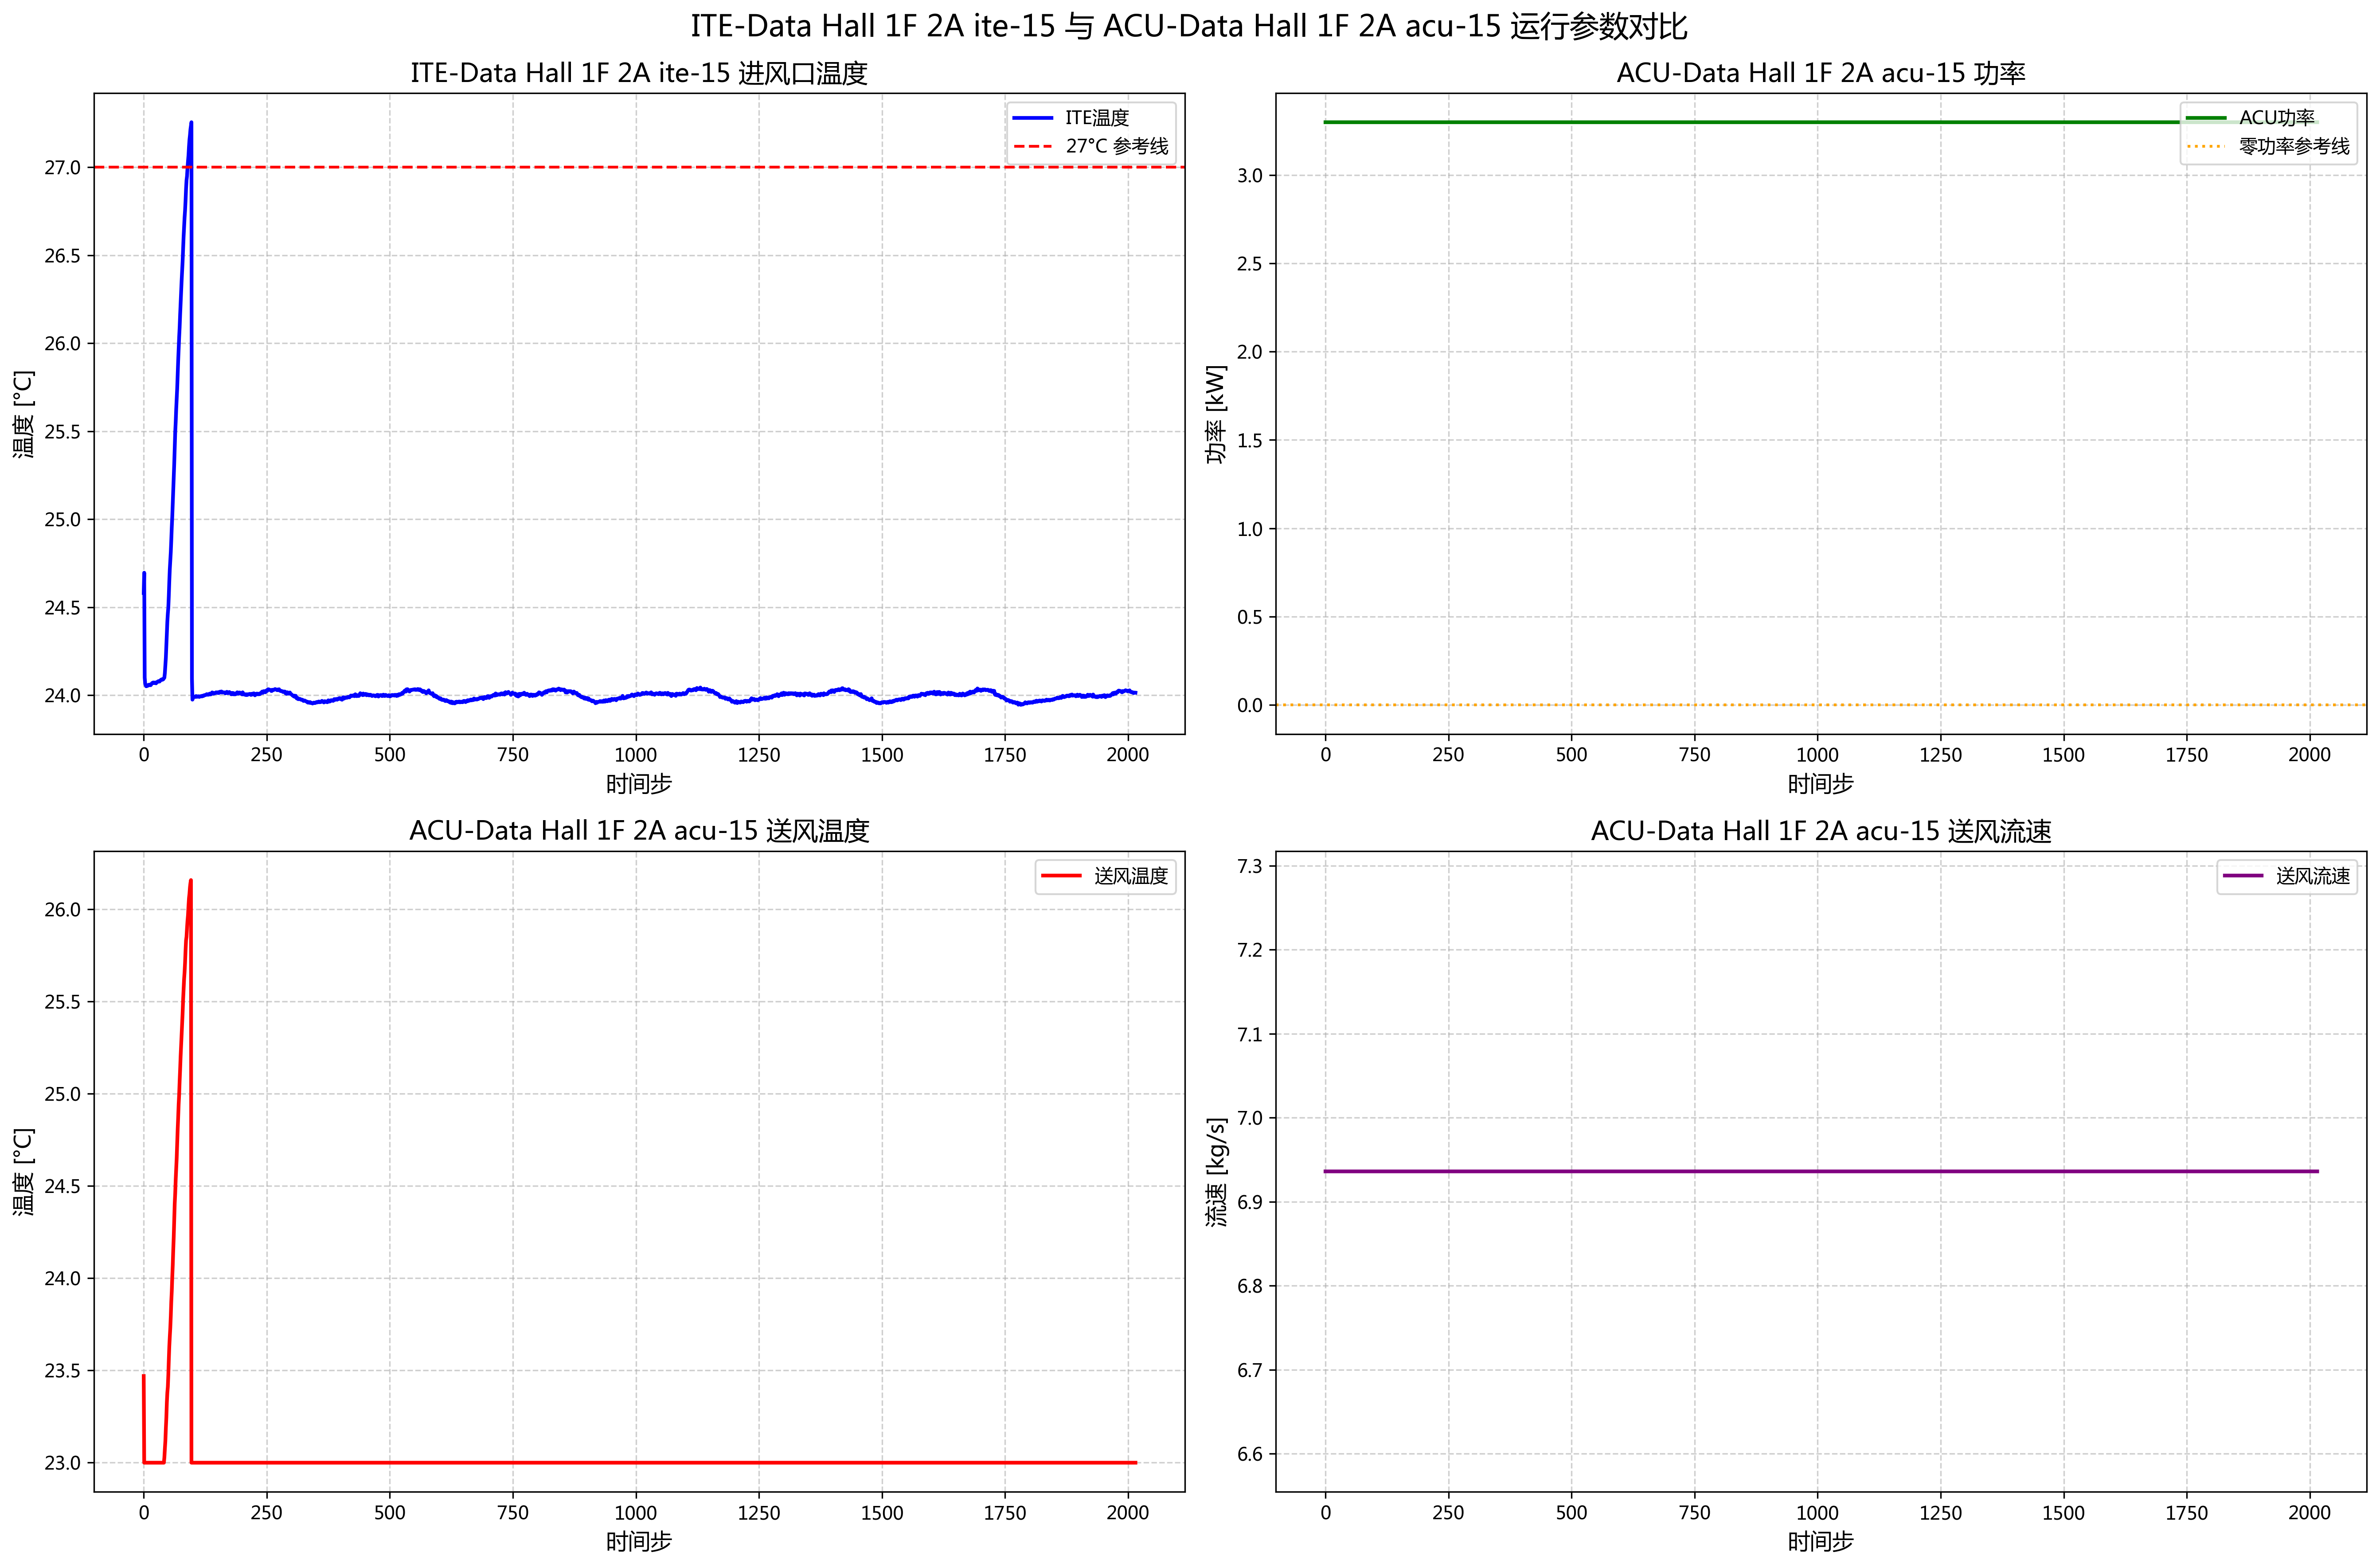 ITE-Data Hall 1F 2A ite-15 与 ACU-Data Hall 1F 2A acu-15 运行参数对比
ITE-Data Hall 1F 2A ite-15 进风口温度
ITE温度
27°C 参考线
温度 [°C]
27.0
26.5
26.0
25.5
25.0
24.5
24.0
0 250 500 750 1000 1250 1500 1750 2000
时间步
ACU-Data Hall 1F 2A acu-15 功率
ACU功率
零功率参考线
功率 [kW]
3.0
2.5
2.0
1.5
1.0
0.5
0.0
0 250 500 750 1000 1250 1500 1750 2000
时间步
ACU-Data Hall 1F 2A acu-15 送风温度
送风温度
温度 [°C]
26.0
25.5
25.0
24.5
24.0
23.5
23.0
0 250 500 750 1000 1250 1500 1750 2000
时间步
ACU-Data Hall 1F 2A acu-15 送风流速
送风流速
流速 [kg/s]
7.3
7.2
7.1
7.0
6.9
6.8
6.7
6.6
0 250 500 750 1000 1250 1500 1750 2000
时间步